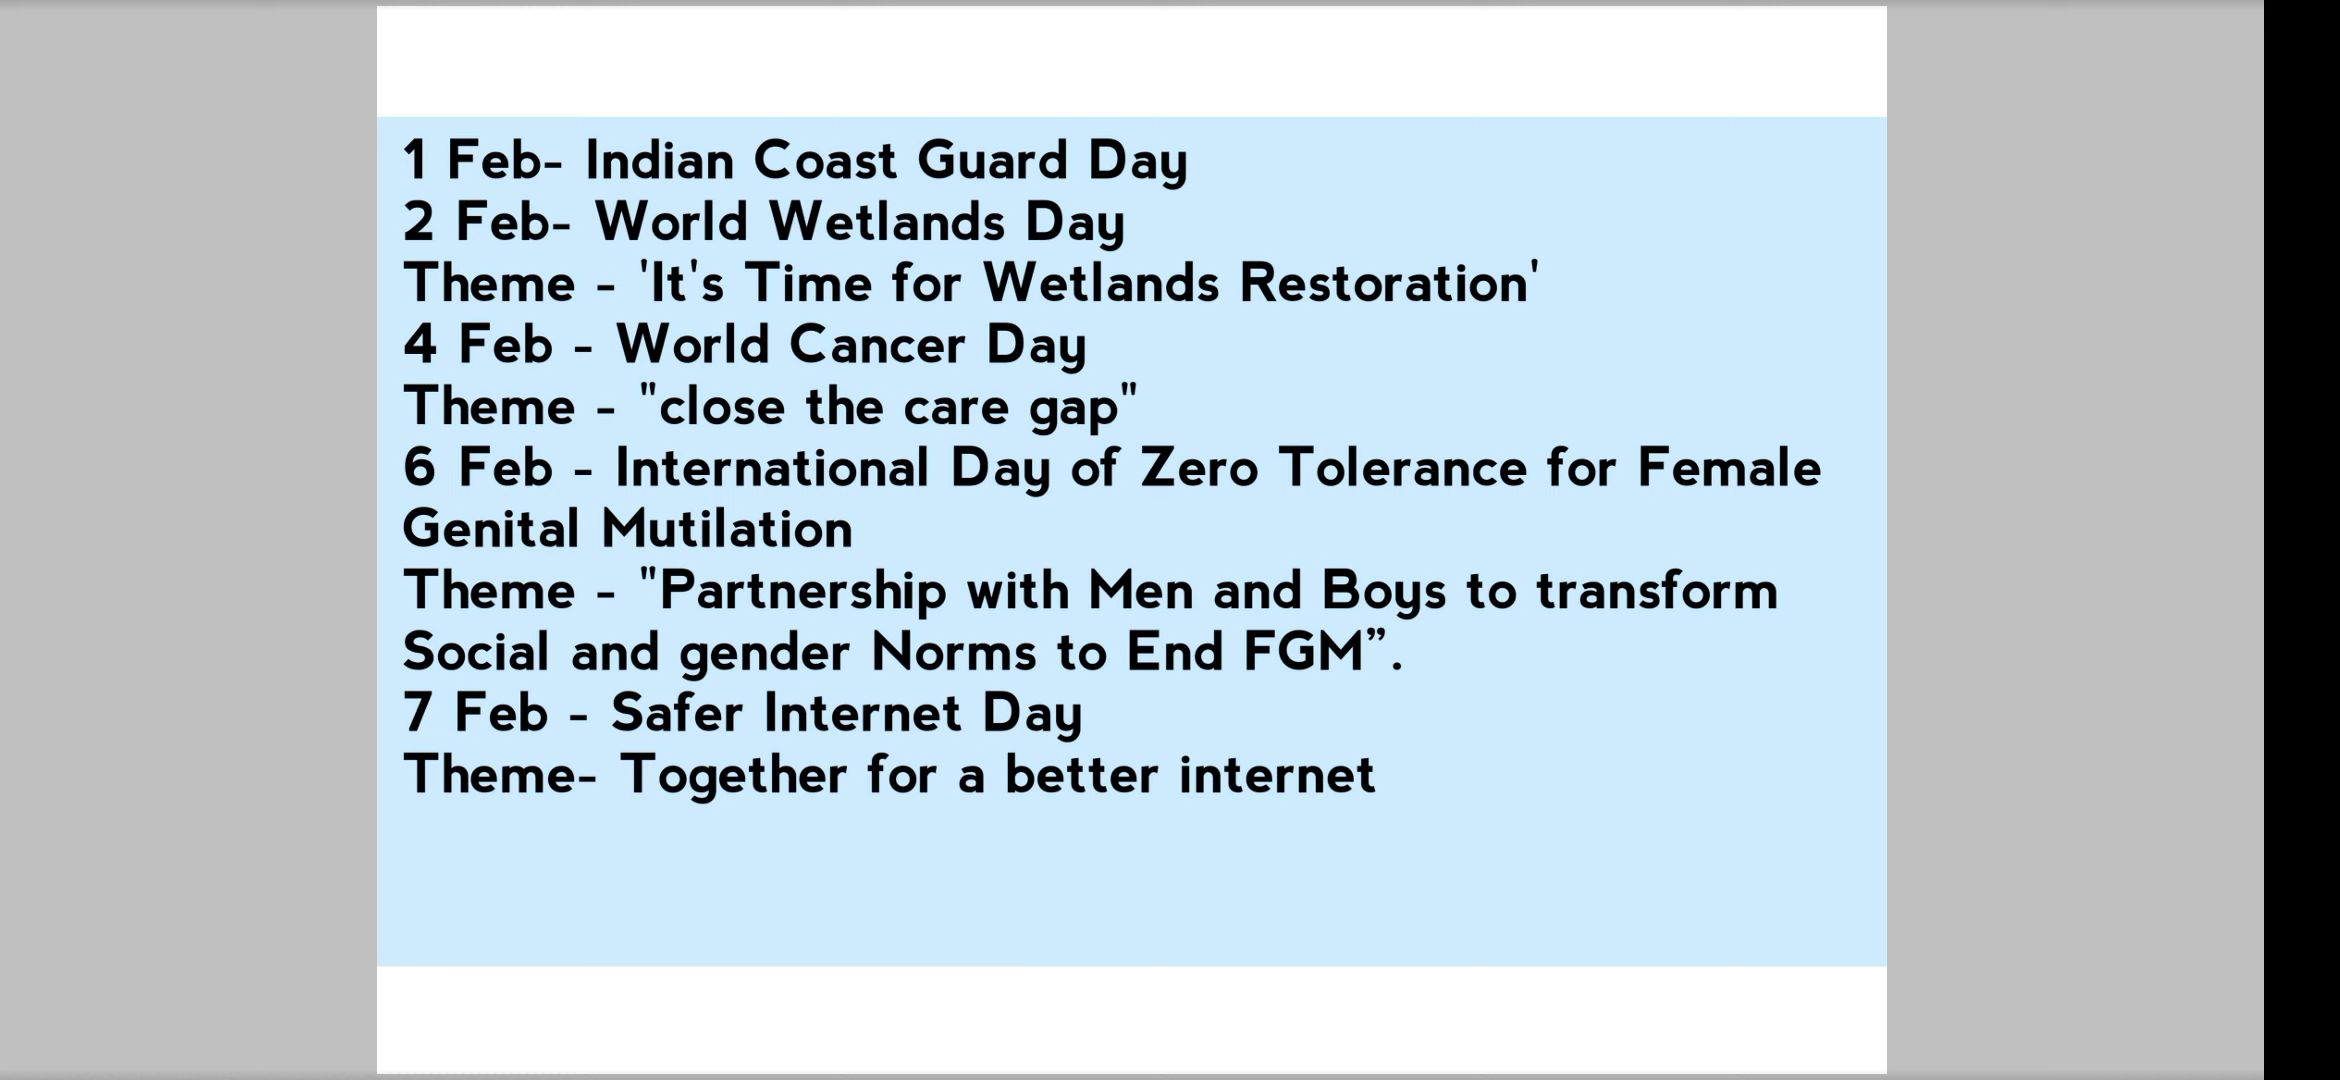 1 Feb- Indian Coast Guard Day
2 Feb- World Wetlands Day
Theme - 'It's Time for Wetlands Restoration'
4 Feb - World Cancer Day
Theme - "close the care gap"
6 Feb - International Day of Zero Tolerance for Female
Genital Mutilation
Theme - "Partnership with Men and Boys to transform
Social and gender Norms to End FGM”.
7 Feb - Safer Internet Day
Theme- Together for a better internet